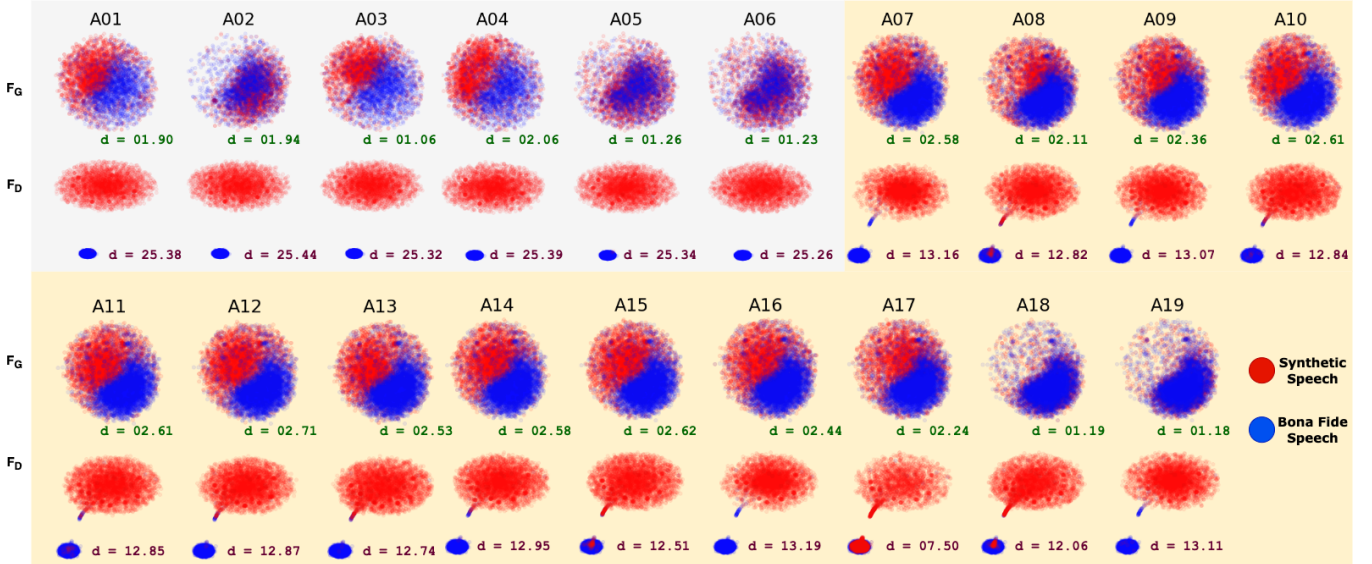 A01 A02 A03 A04 A05 A06 A07 A08 A09 A10
F_G
d = 01.90 d = 01.94 d = 01.06 d = 02.06 d = 01.26 d = 01.23 d = 02.58 d = 02.11 d = 02.36 d = 02.61
F_D
d = 25.38 d = 25.44 d = 25.32 d = 25.39 d = 25.34 d = 25.26 d = 13.16 d = 12.82 d = 13.07 d = 12.84
A11 A12 A13 A14 A15 A16 A17 A18 A19
F_G
Synthetic
Speech
Bona Fide
Speech
d = 02.61 d = 02.71 d = 02.53 d = 02.58 d = 02.62 d = 02.44 d = 02.24 d = 01.19 d = 01.18
F_D
d = 12.85 d = 12.87 d = 12.74 d = 12.95 d = 12.51 d = 13.19 d = 07.50 d = 12.06 d = 13.11